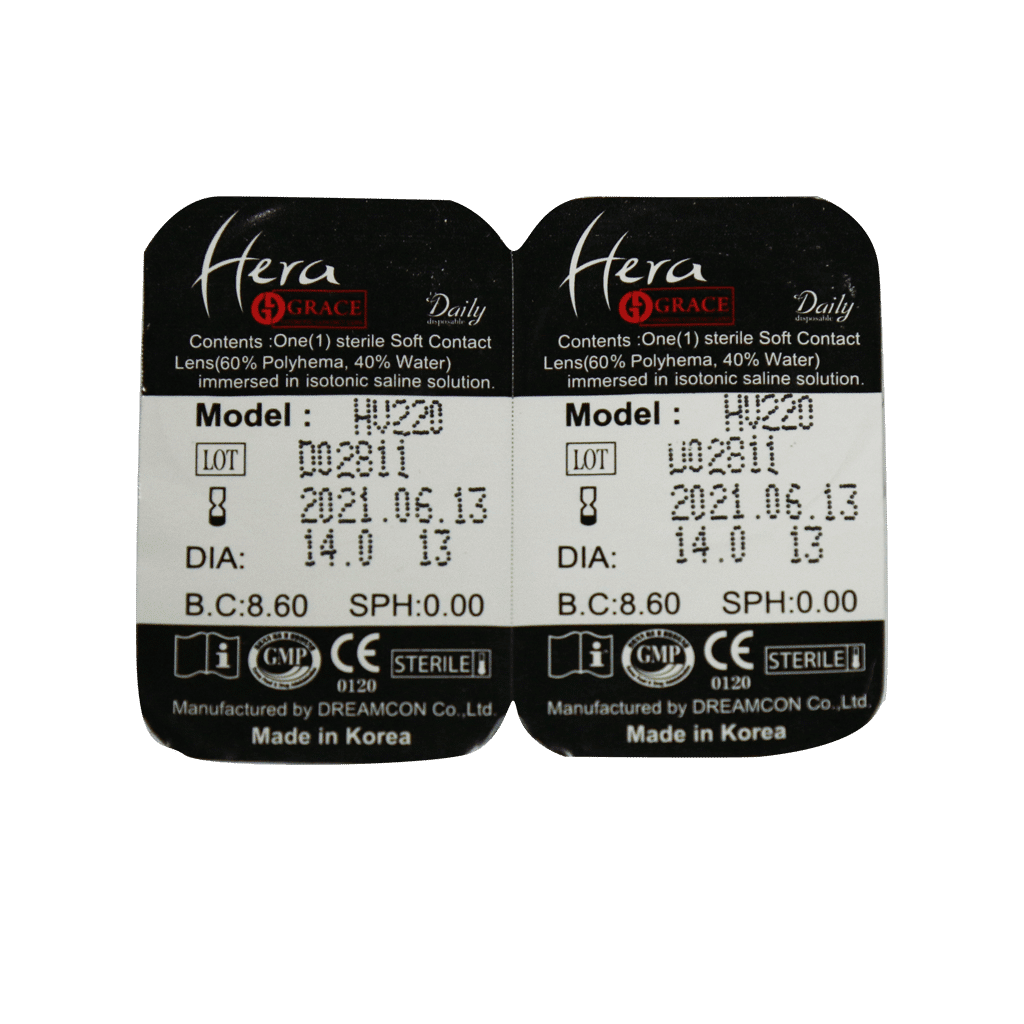 Hera
GRACE
Daily
disposable
Contents :One(1) sterile Soft Contact
Lens(60% Polyhema, 40% Water)
immersed in isotonic saline solution.
Model : HV220
LOT D02811
2021.06.13
DIA: 14.0 13
B.C:8.60 SPH:0.00
i GMP CE 0120 STERILE
Manufactured by DREAMCON Co.,Ltd.
Made in Korea
Hera
GRACE
Daily
disposable
Contents :One(1) sterile Soft Contact
Lens(60% Polyhema, 40% Water)
immersed in isotonic saline solution.
Model : HV220
LOT 02811
2021.06.13
DIA: 14.0 13
B.C:8.60 SPH:0.00
i GMP CE 0120 STERILE
Manufactured by DREAMCON Co.,Ltd.
Made in Korea